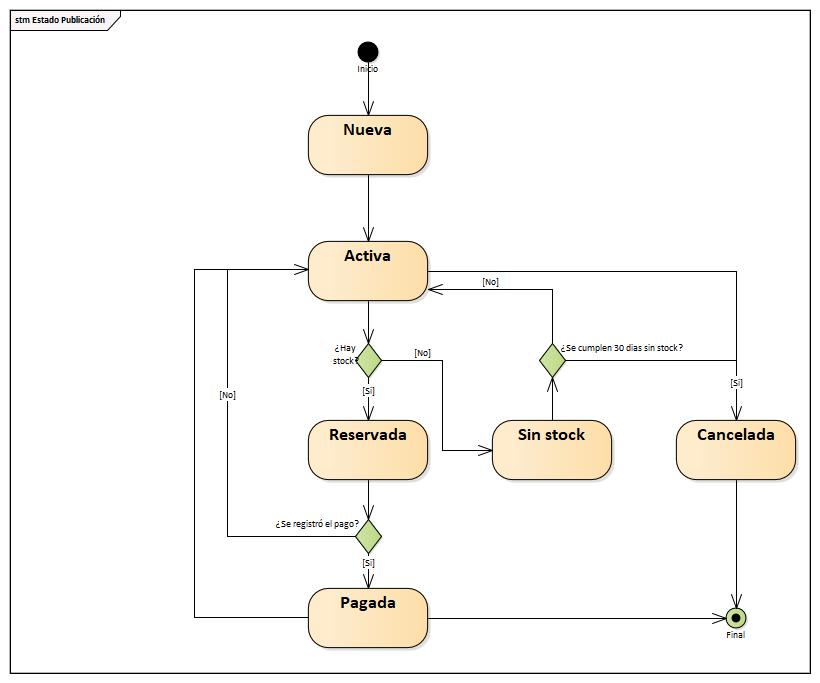 stm Estado Publicación
Inicio
Nueva
Activa
[No]
¿Hay
stock?
[No]
¿Se cumplen 30 dias sin stock?
[Si]
[Si]
[No]
Reservada
Sin stock
Cancelada
¿Se registró el pago?
[Si]
Pagada
Final